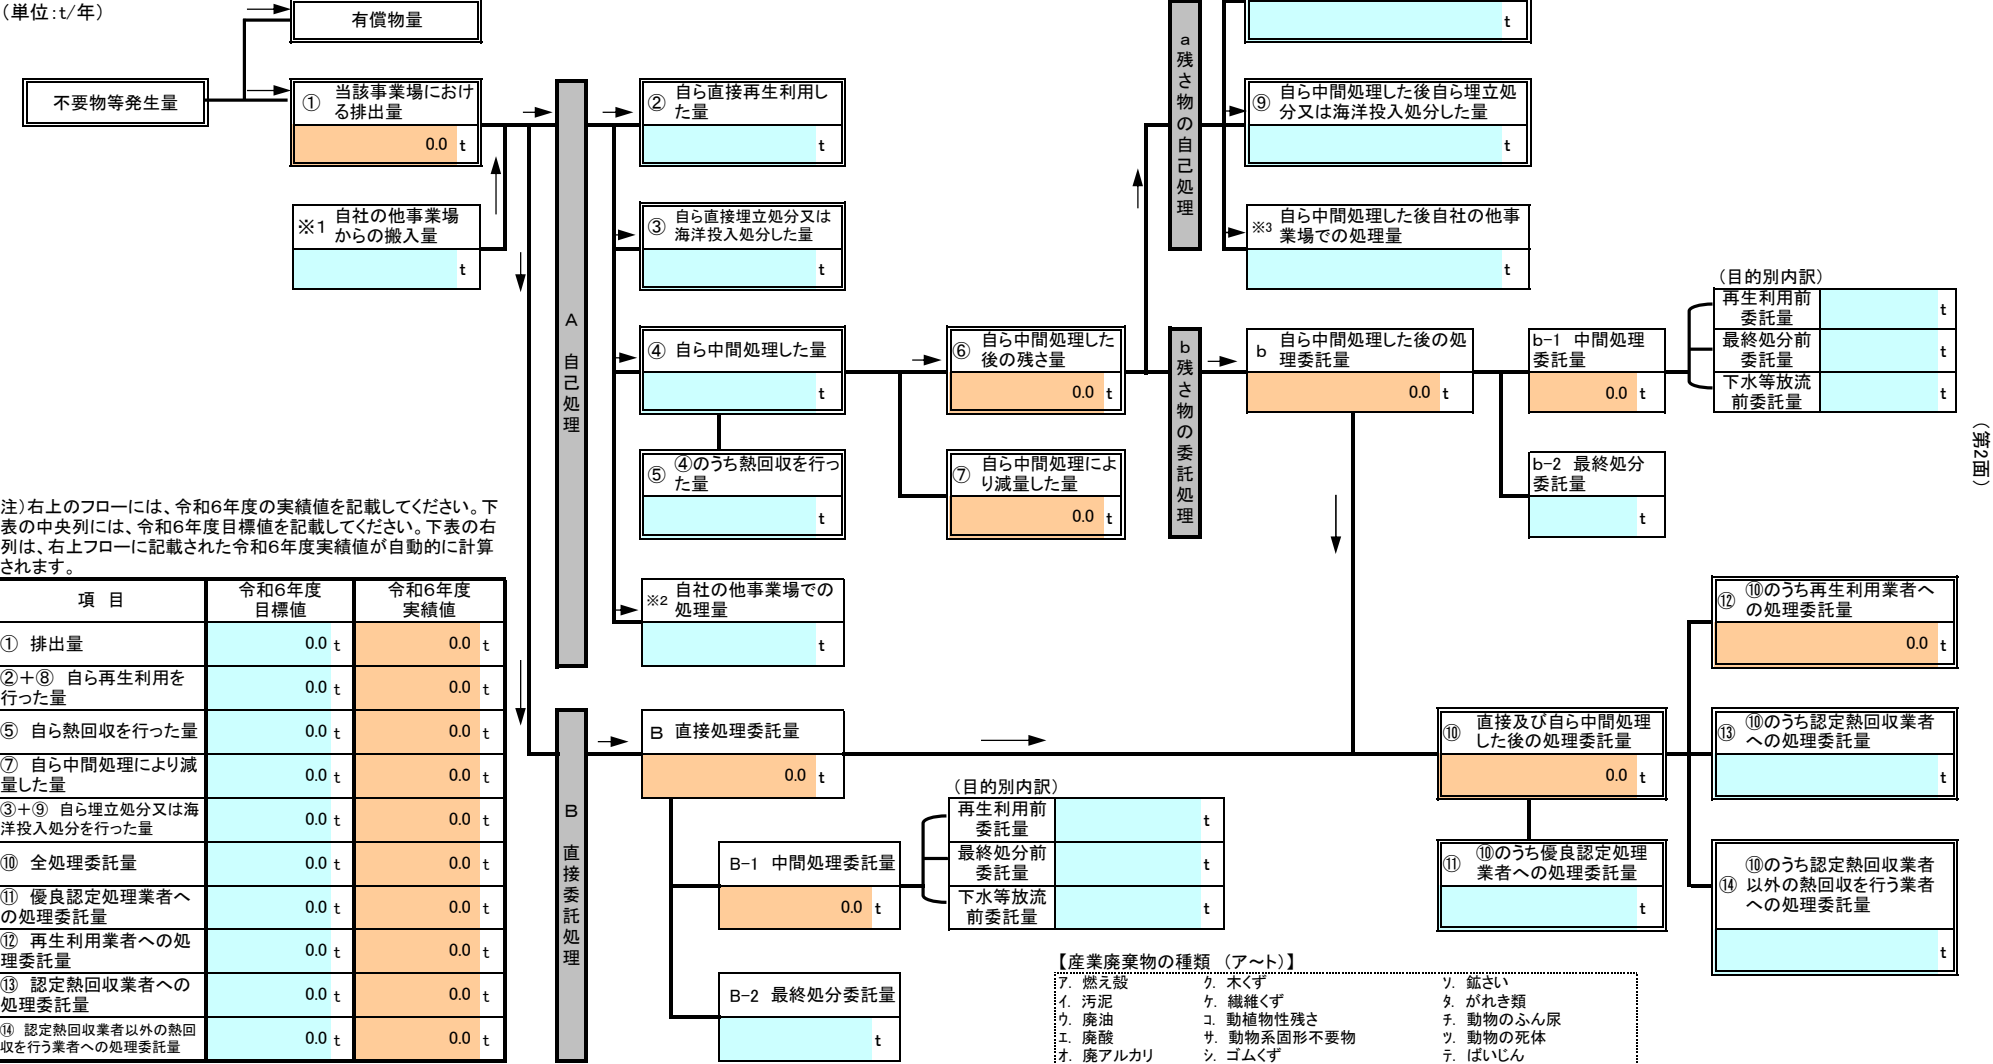 （単位：t/年）
有償物量
不要物等発生量
① 当該事業場におけ
る排出量
0.0 t
※1 自社の他事業場
からの搬入量
t
A 自己処理
② 自ら直接再生利用し
た量
t
③ 自ら直接埋立処分又は
海洋投入処分した量
t
④ 自ら中間処理した量
t
⑤ ④のうち熱回収を行っ
た量
t
※2 自社の他事業場での
処理量
t
⑥ 自ら中間処理した
後の残さ量
0.0 t
⑦ 自ら中間処理によ
り減量した量
0.0 t
a 残さ物の自己処理
t
⑨ 自ら中間処理した後自ら埋立処
分又は海洋投入処分した量
t
※3 自ら中間処理した後自社の他事
業場での処理量
t
b 残さ物の委託処理
b 自ら中間処理した後の処
理委託量
0.0 t
b-1 中間処理
委託量
0.0 t
b-2 最終処分
委託量
t
（目的別内訳）
再生利用前
委託量
t
最終処分前
委託量
t
下水等放流
前委託量
t
（第2面）
注）右上のフローには、令和6年度の実績値を記載してください。下
表の中央列には、令和6年度目標値を記載してください。下表の右
列は、右上フローに記載された令和6年度実績値が自動的に計算
されます。
項 目 令和6年度 目標値 令和6年度 実績値
① 排出量 0.0 t 0.0 t
②＋⑧ 自ら再生利用を
行った量 0.0 t 0.0 t
⑤ 自ら熱回収を行った量 0.0 t 0.0 t
⑦ 自ら中間処理により減
量した量 0.0 t 0.0 t
③＋⑨ 自ら埋立処分又は海
洋投入処分を行った量 0.0 t 0.0 t
⑩ 全処理委託量 0.0 t 0.0 t
⑪ 優良認定処理業者へ
の処理委託量 0.0 t 0.0 t
⑫ 再生利用業者への処
理委託量 0.0 t 0.0 t
⑬ 認定熱回収業者への
処理委託量 0.0 t 0.0 t
⑭ 認定熱回収業者以外の熱回
収を行う業者への処理委託量 0.0 t 0.0 t
B 直接委託処理
B 直接処理委託量
0.0 t
B-1 中間処理委託量
0.0 t
B-2 最終処分委託量
t
（目的別内訳）
再生利用前
委託量
t
最終処分前
委託量
t
下水等放流
前委託量
t
⑩ 直接及び自ら中間処理
した後の処理委託量
0.0 t
⑪ ⑩のうち優良認定処理
業者への処理委託量
t
⑫ ⑩のうち再生利用業者へ
の処理委託量
0.0 t
⑬ ⑩のうち認定熱回収業者
への処理委託量
t
⑭ ⑩のうち認定熱回収業者
以外の熱回収を行う業者
への処理委託量
t
【産業廃棄物の種類 （ア～ト）】
ｱ. 燃え殻 ｸ. 木くず ｿ. 鉱さい
ｲ. 汚泥 ｹ. 繊維くず ﾀ. がれき類
ｳ. 廃油 ｺ. 動植物性残さ ﾁ. 動物のふん尿
ｴ. 廃酸 ｻ. 動物系固形不要物 ﾂ. 動物の死体
ｵ. 廃アルカリ ｼ. ゴムくず ﾃ. ばいじん